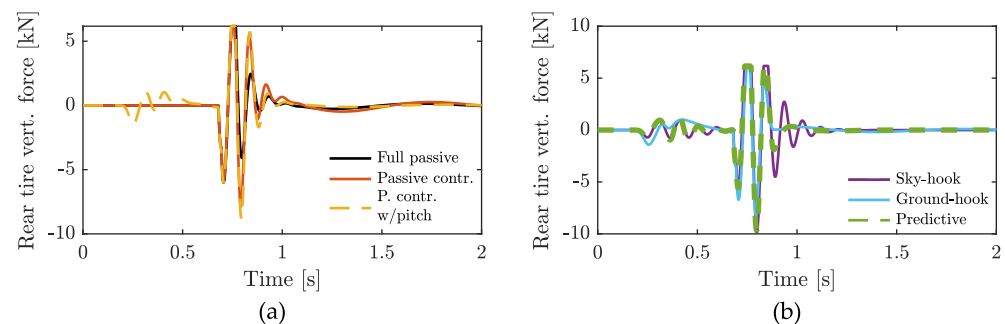 Rear tire vert. force [kN]
5
0
-5
-10
0
0.5
1
1.5
2
Time [s]
Full passive
Passive contr.
P. contr.
w/pitch
(a)
Rear tire vert. force [kN]
10
5
0
-5
-10
0
0.5
1
1.5
2
Time [s]
Sky-hook
Ground-hook
Predictive
(b)